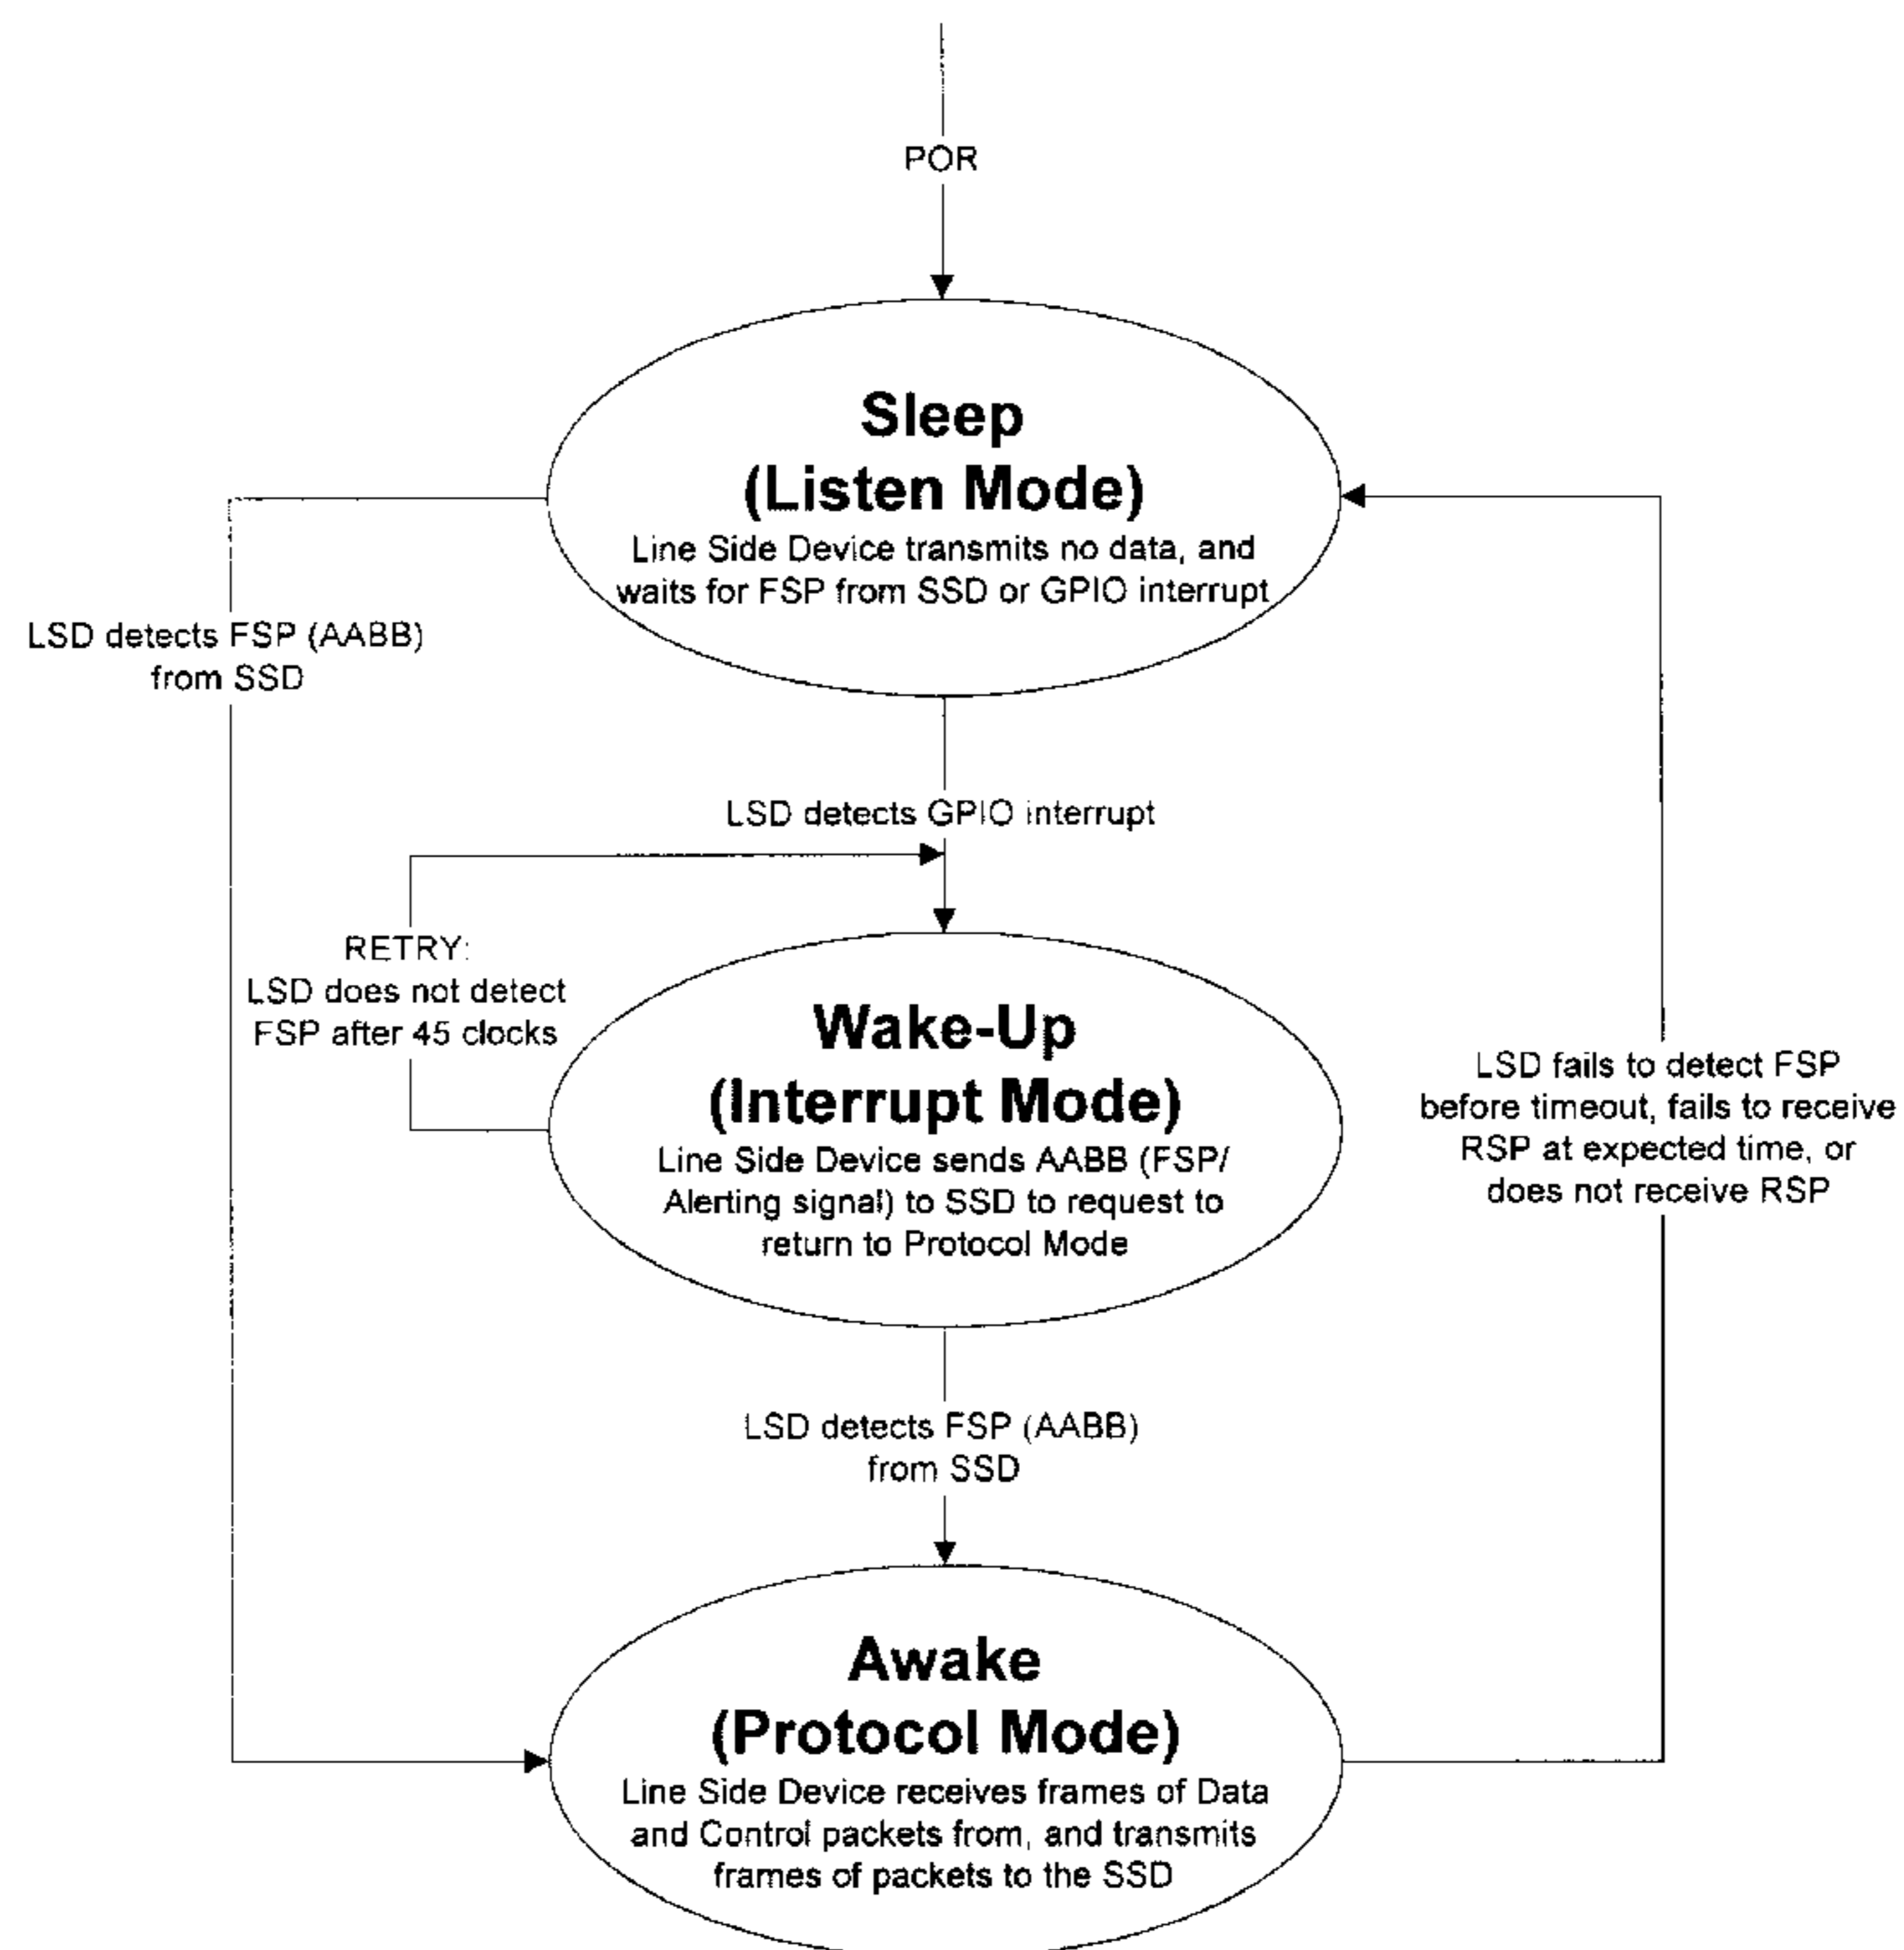 POR
Sleep
(Listen Mode)
Line Side Device transmits no data, and
waits for FSP from SSD or GPIO interrupt
LSD detects FSP (AABB)
from SSD
LSD detects GPIO interrupt
RETRY:
LSD does not detect
FSP after 45 clocks
Wake-Up
(Interrupt Mode)
Line Side Device sends AABB (FSP/
Alerting signal) to SSD to request to
return to Protocol Mode
LSD fails to detect FSP
before timeout, fails to receive
RSP at expected time, or
does not receive RSP
LSD detects FSP (AABB)
from SSD
Awake
(Protocol Mode)
Line Side Device receives frames of Data
and Control packets from, and transmits
frames of packets to the SSD